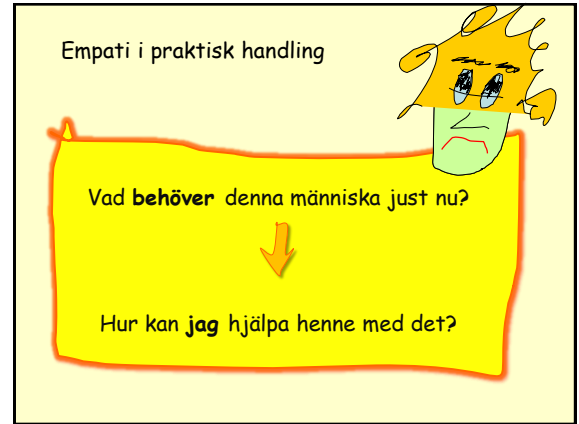 Empati i praktisk handling
Vad behöver denna människa just nu?
Hur kan jag hjälpa henne med det?